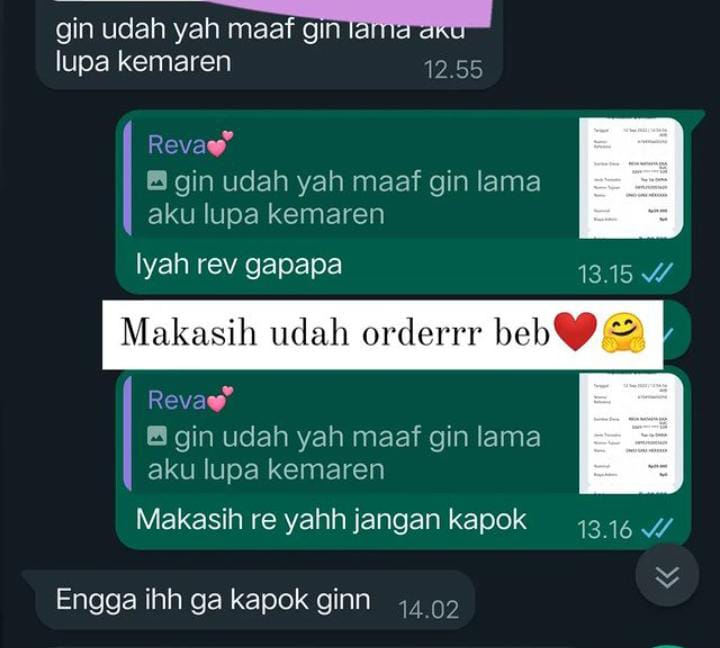 gin udah yah maaf gin lama aku
lupa kemaren
12.55
Reva💕
gin udah yah maaf gin lama
aku lupa kemaren
Iyah rev gapapa
13.15
Makasih udah orderrr beb❤️🤗
Reva💕
gin udah yah maaf gin lama
aku lupa kemaren
Makasih re yahh jangan kapok
13.16
Engga ihh ga kapok ginn
14.02